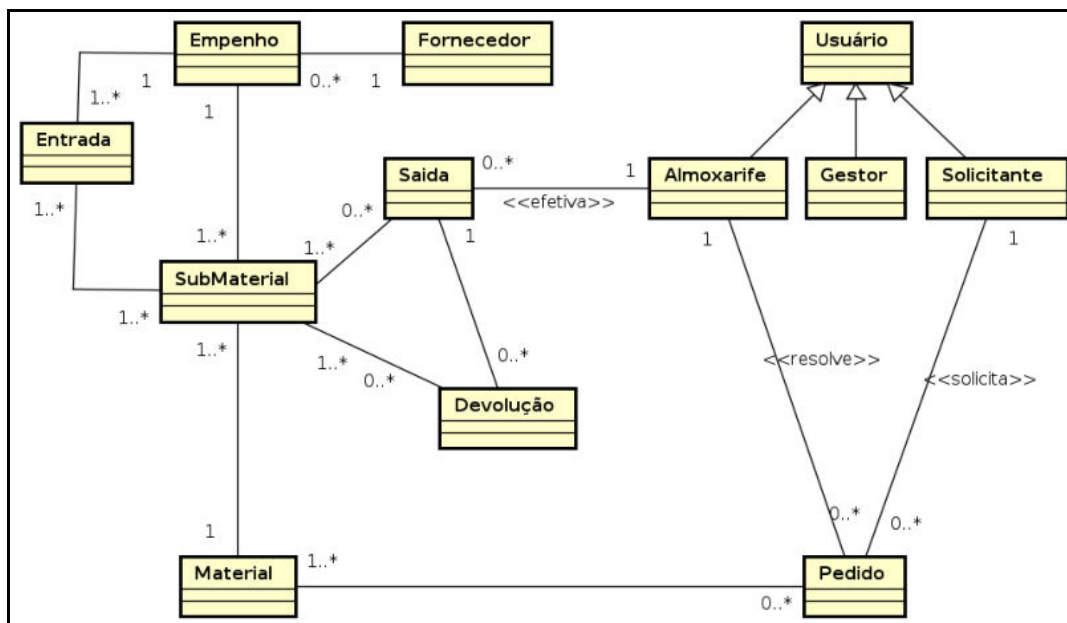 Empenho
Fornecedor
Usuário
1
0..*
1
1..*
1
Entrada
Saida
0..*
1
Almoxarife
Gestor
Solicitante
<<efetiva>>
1..*
0..*
1..*
1
1
1
1..*
SubMaterial
1..*
1..*
1..*
0..*
0..*
<<resolve>>
<<solicita>>
Devolução
0..*
0..*
1
1..*
Material
Pedido
0..*